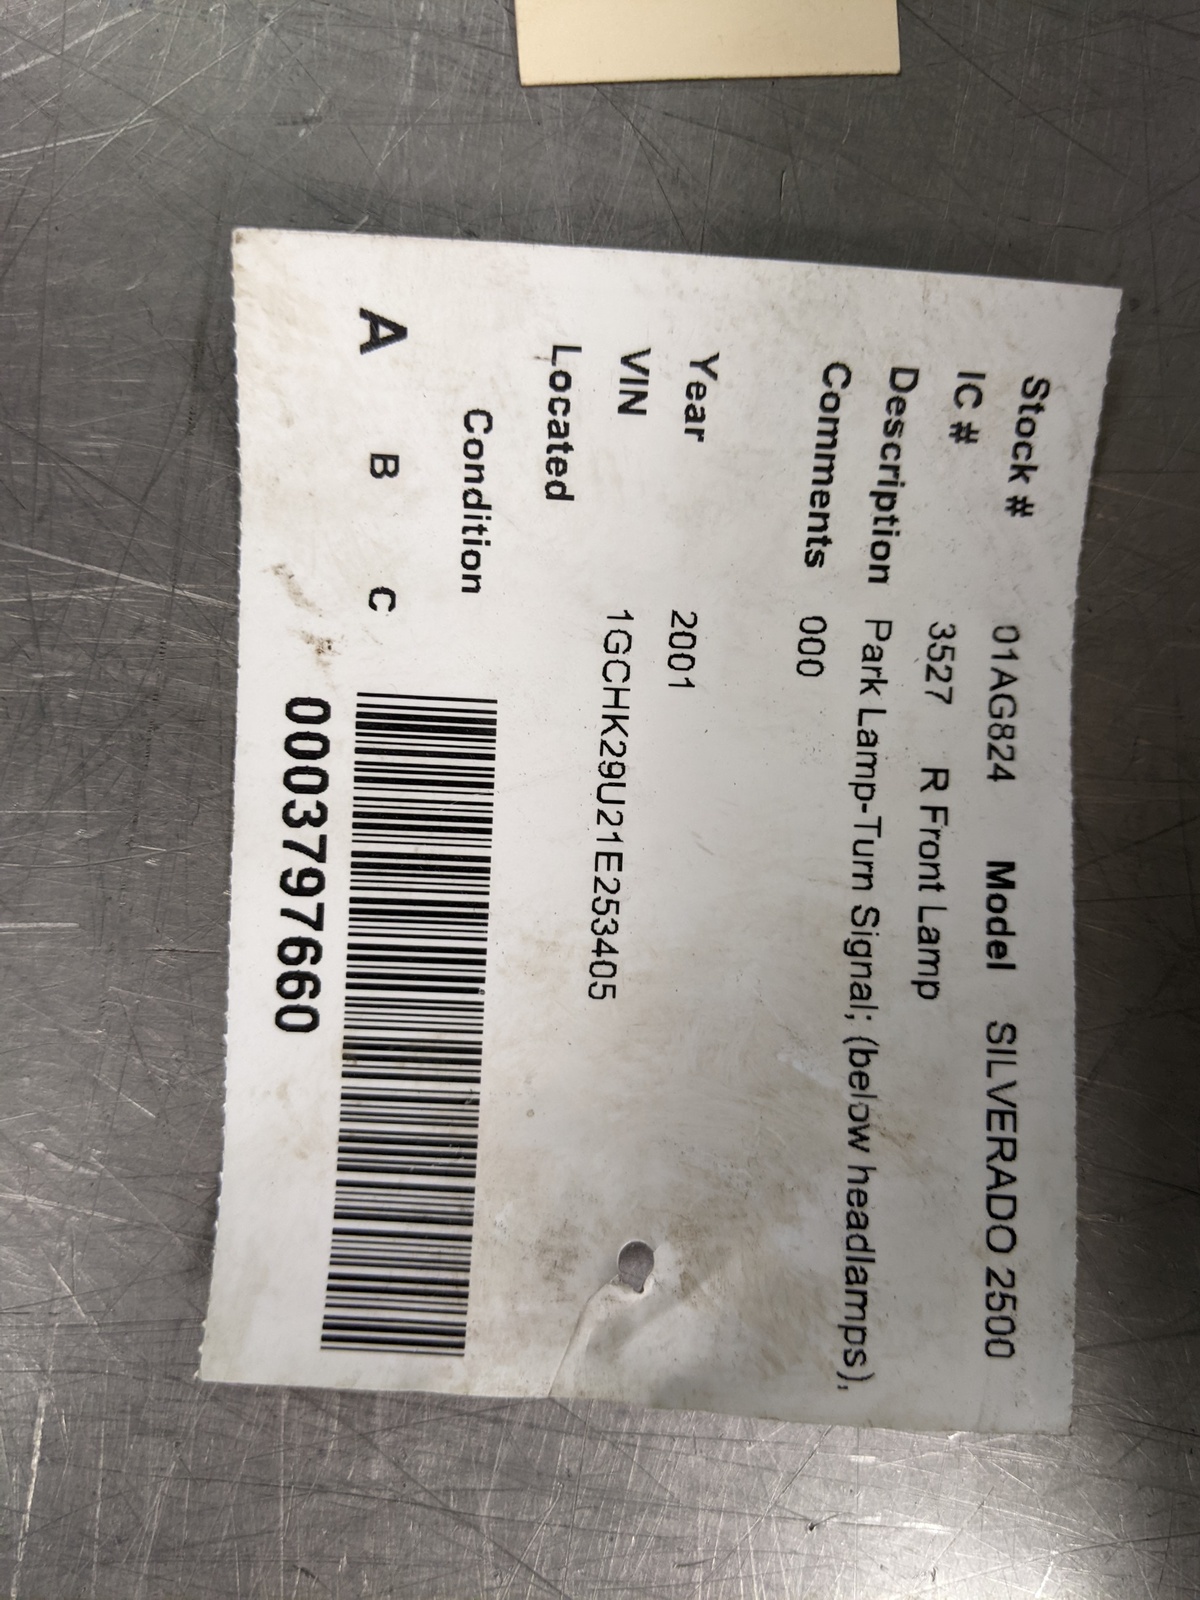 Stock # 01AG824 Model SILVERADO 2500
IC # 3527 R Front Lamp
Description Park Lamp-Turn Signal; (below headlamps),
Comments 000
Year 2001
VIN 1GCHK29U21E253405
Located
Condition
A B C
0003797660